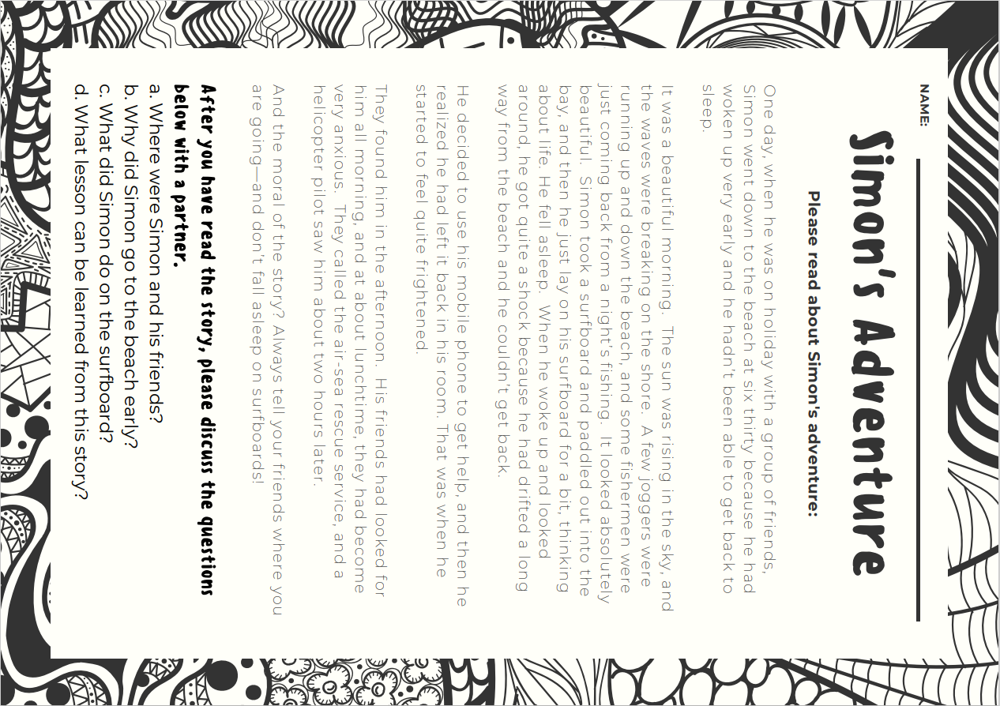 NAME:
Simon's Adventure
Please read about Simon's adventure:
One day, when he was on holiday with a group of friends,
Simon went down to the beach at six thirty because he had
woken up very early and he hadn't been able to get back to
sleep.
It was a beautiful morning. The sun was rising in the sky, and
the waves were breaking on the shore. A few joggers were
running up and down the beach, and some fishermen were
just coming back from a night's fishing. It looked absolutely
beautiful. Simon took a surfboard and paddled out into the
bay, and then he just lay on his surfboard for a bit, thinking
about life. He fell asleep. When he woke up and looked
around, he got quite a shock because he had drifted a long
way from the beach and he couldn't get back.
He decided to use his mobile phone to get help, and then he
realized he had left it back in his room. That was when he
started to feel quite frightened.
They found him in the afternoon. His friends had looked for
him all morning, and at about lunchtime, they had become
very anxious. They called the air-sea rescue service, and a
helicopter pilot saw him about two hours later.
And the moral of the story? Always tell your friends where you
are going—and don't fall asleep on surfboards!
After you have read the story, please discuss the questions
below with a partner.
a. Where were Simon and his friends?
b. Why did Simon go to the beach early?
c. What did Simon do on the surfboard?
d. What lesson can be learned from this story?